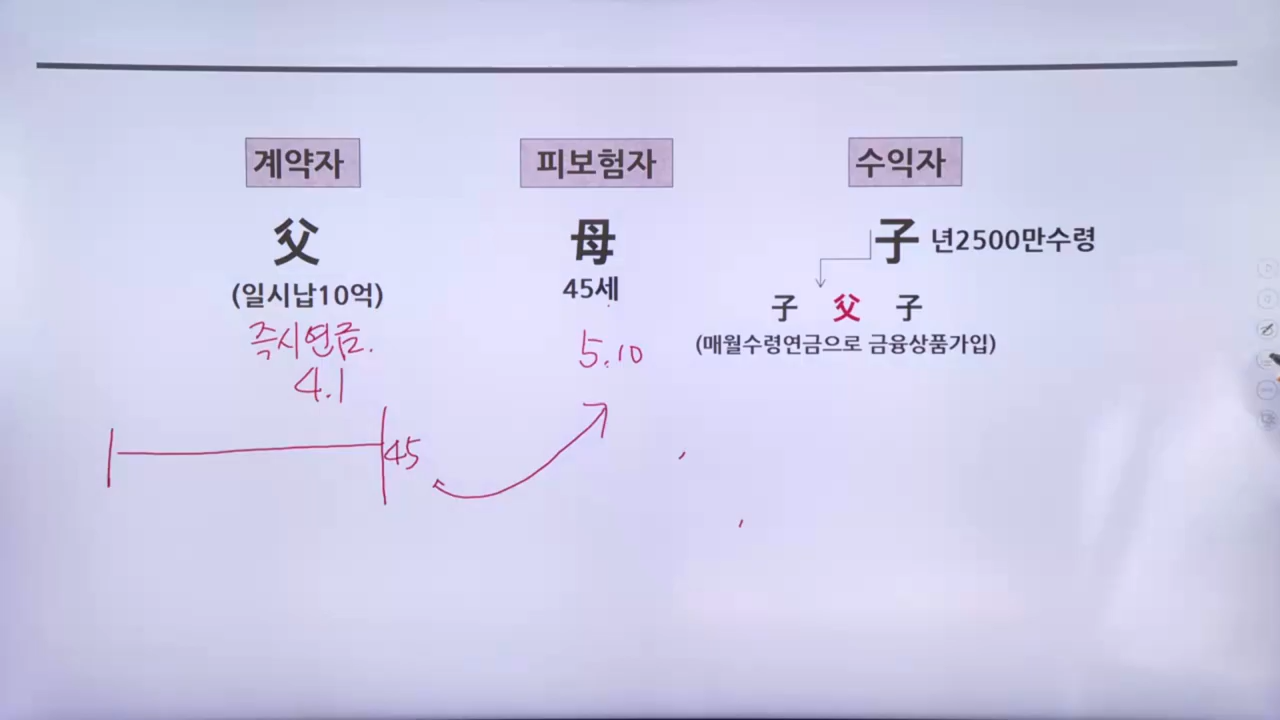 계약자 피보험자 수익자
父 母 子 년2500만수령
(일시납10억) 45세 子 父 子
즉시연금. 5.10 (매월수령연금으로 금융상품가입)
4.1
45